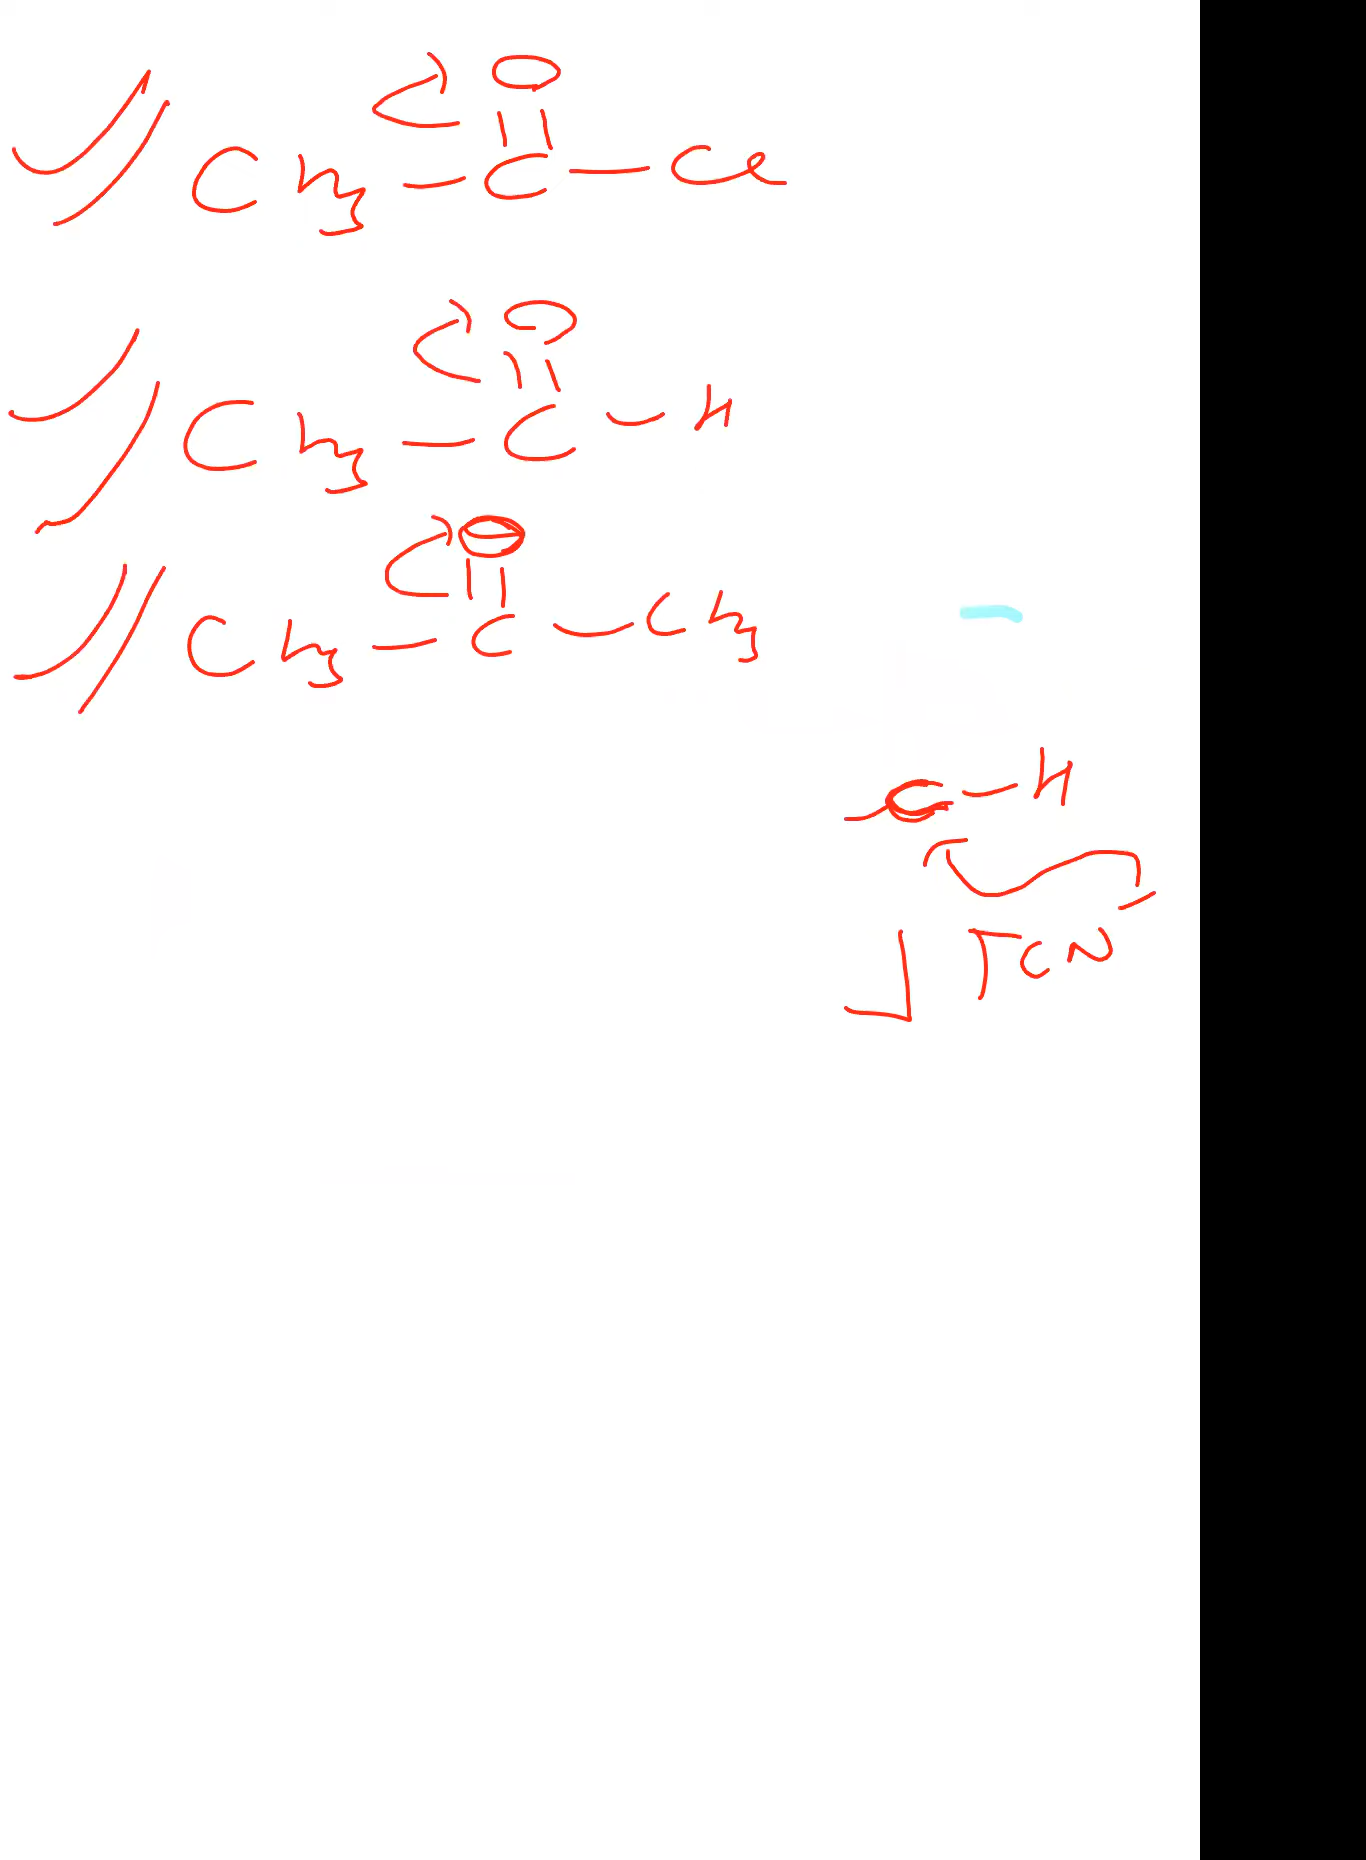 O
CH3 - C - Cl
O
CH3 - C - H
O
CH3 - C - CH3
- C - H
CN